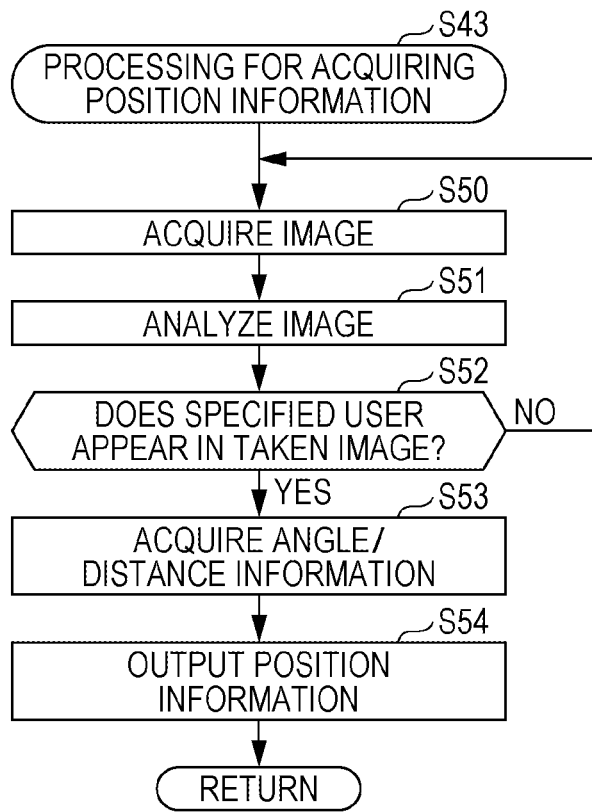 S43
PROCESSING FOR ACQUIRING
POSITION INFORMATION
S50
ACQUIRE IMAGE
S51
ANALYZE IMAGE
S52
DOES SPECIFIED USER
APPEAR IN TAKEN IMAGE?
NO
YES
S53
ACQUIRE ANGLE/
DISTANCE INFORMATION
S54
OUTPUT POSITION
INFORMATION
RETURN